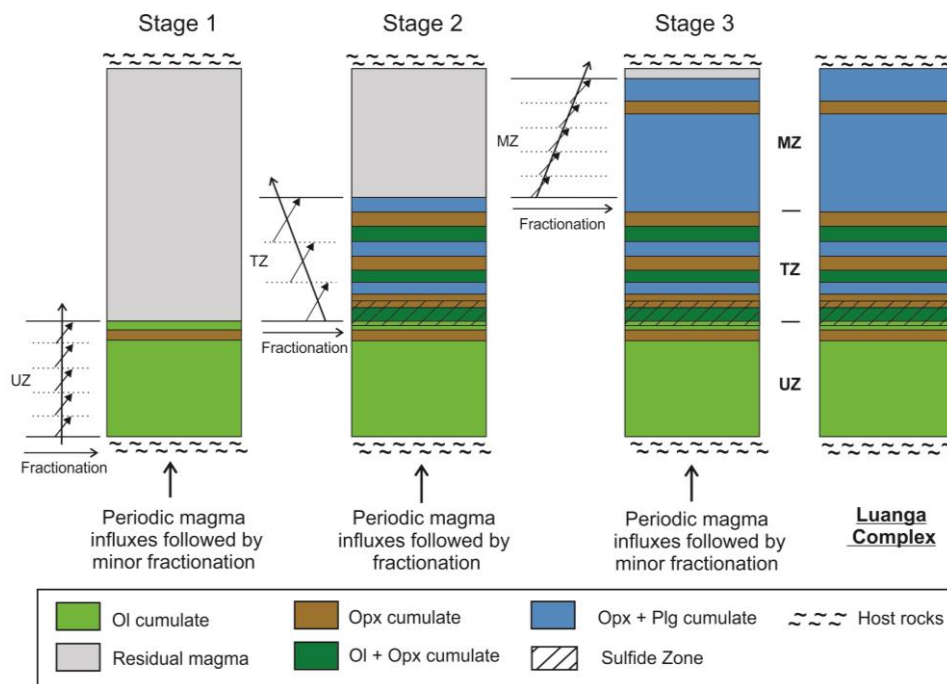 Stage 1
Stage 2
Stage 3
UZ
Fractionation
TZ
Fractionation
MZ
Fractionation
MZ
TZ
UZ
Periodic magma
influxes followed by
minor fractionation
Periodic magma
influxes followed by
fractionation
Periodic magma
influxes followed by
minor fractionation
Luanga
Complex
Ol cumulate
Opx cumulate
Opx + Plg cumulate
Host rocks
Residual magma
Ol + Opx cumulate
Sulfide Zone